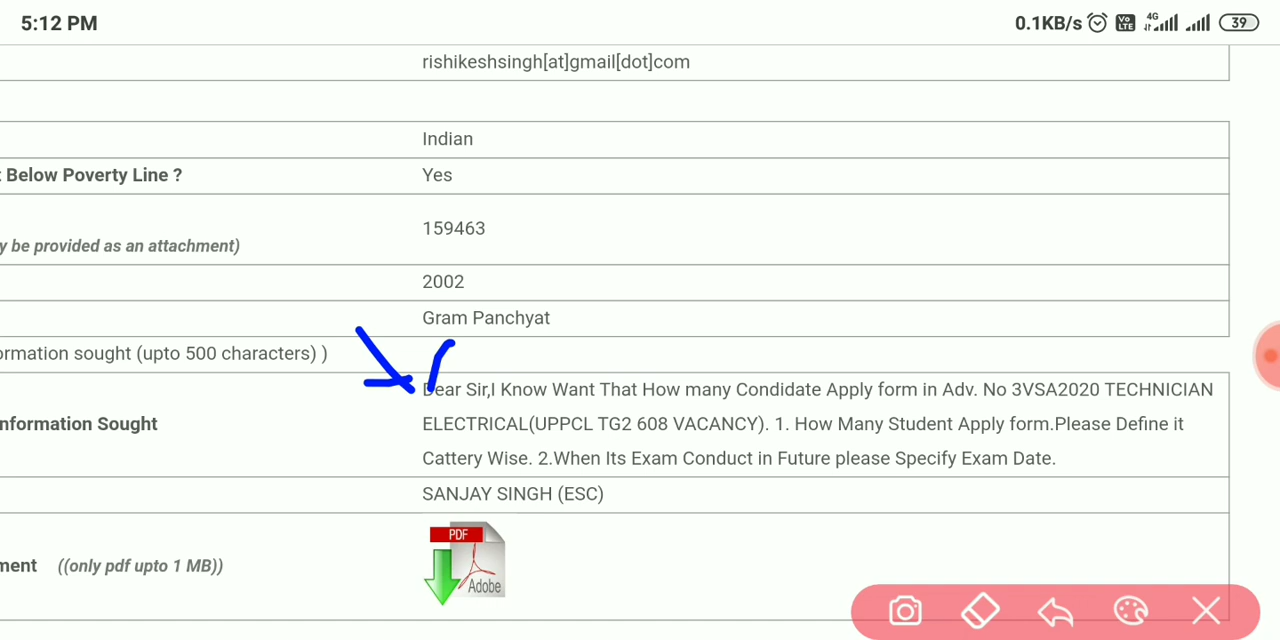 5:12 PM 0.1KB/s Vo LTE 4G 39
rishikeshsingh[at]gmail[dot]com
Indian
Below Poverty Line ? Yes
159463
y be provided as an attachment)
2002
Gram Panchyat
ormation sought (upto 500 characters) )
Dear Sir,I Know Want That How many Condidate Apply form in Adv. No 3VSA2020 TECHNICIAN
nformation Sought ELECTRICAL(UPPCL TG2 608 VACANCY). 1. How Many Student Apply form.Please Define it
Cattery Wise. 2.When Its Exam Conduct in Future please Specify Exam Date.
SANJAY SINGH (ESC)
PDF
ment ((only pdf upto 1 MB))
Adobe